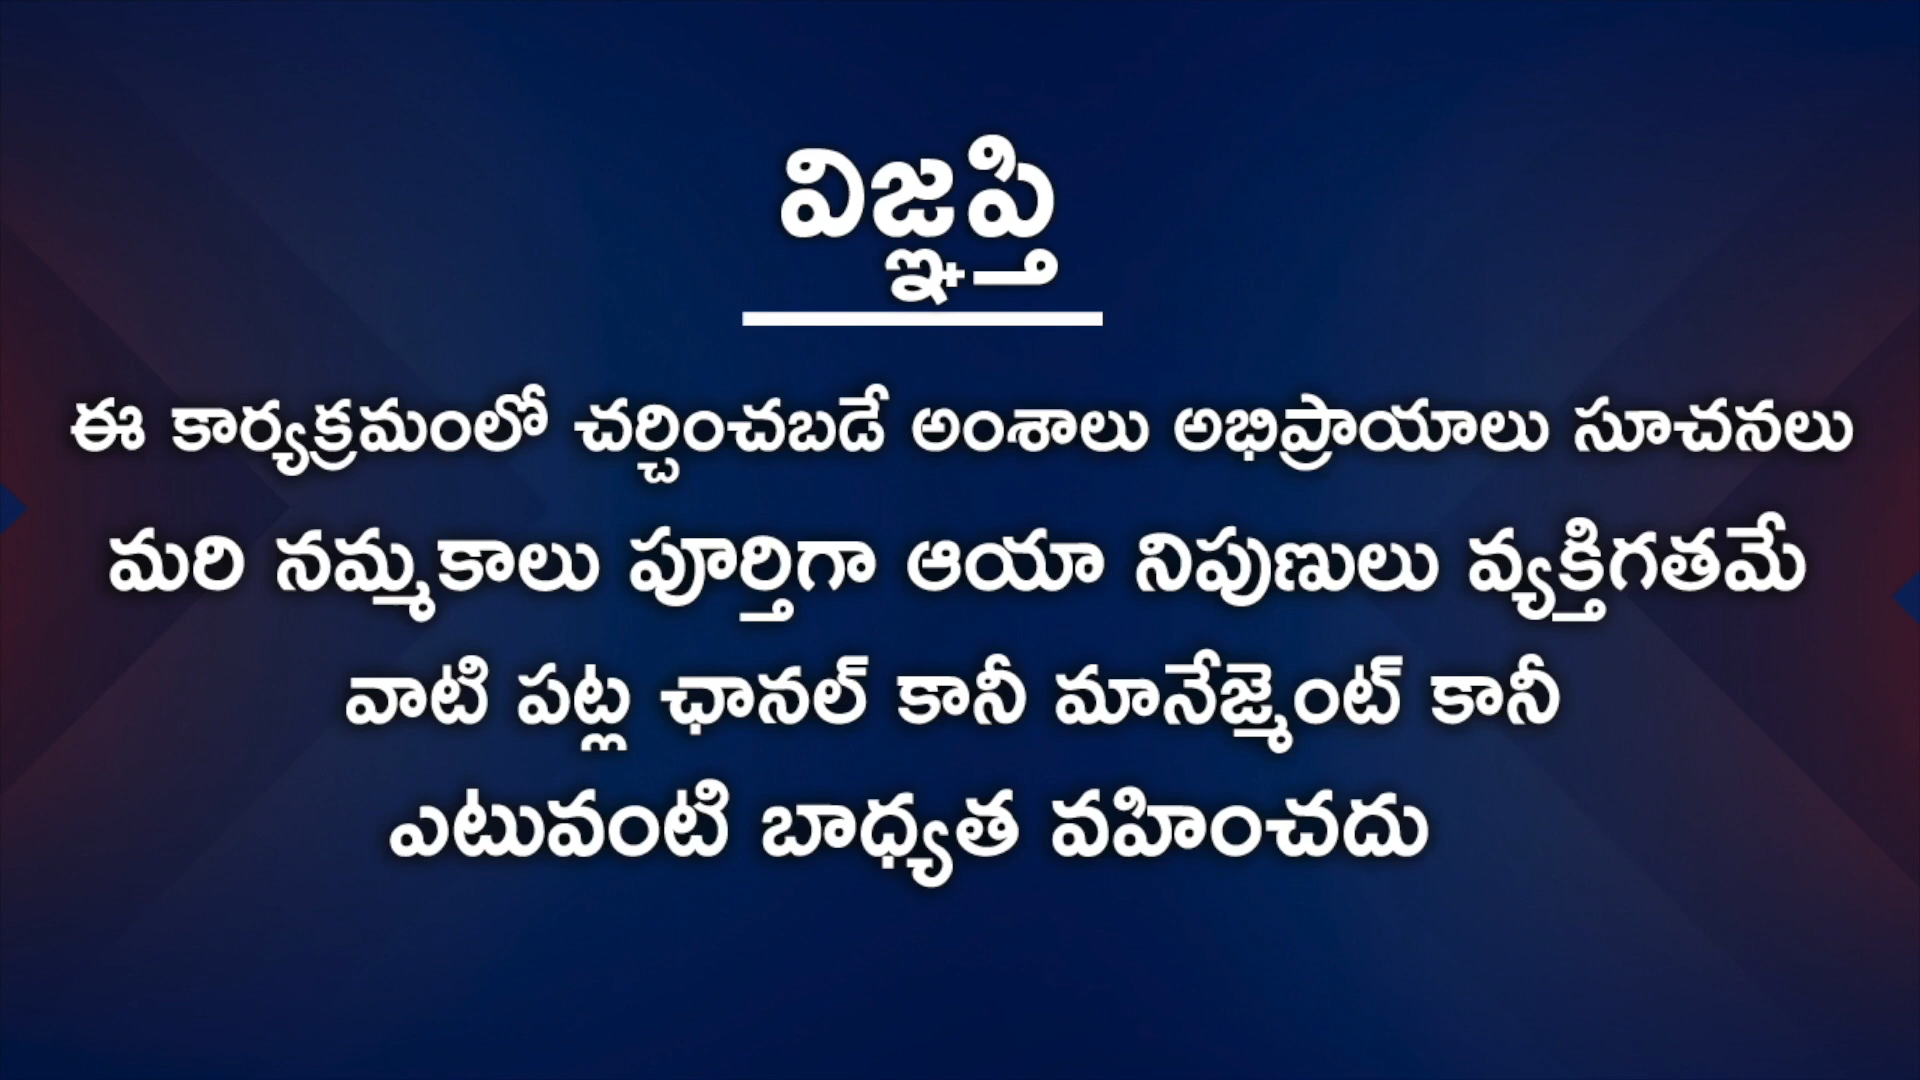 విజ్ఞప్తి
ఈ కార్యక్రమంలో చర్చించబడే అంశాలు అభిప్రాయాలు సూచనలు
మరి నమ్మకాలు పూర్తిగా ఆయా నిపుణులు వ్యక్తిగతమే
వాటి పట్ల ఛానల్ కానీ మానేజ్మెంట్ కానీ
ఎటువంటి బాధ్యత వహించదు